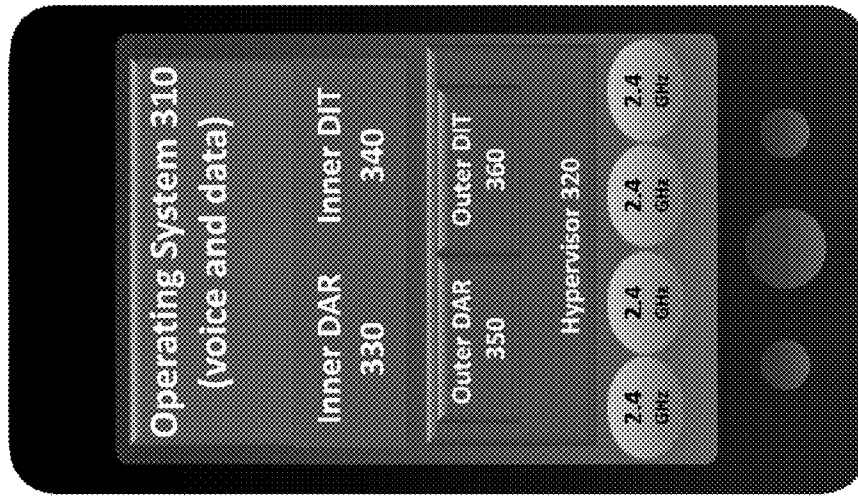 Operating System 310
(voice and data)
Inner DAR
330
Inner DIT
340
Outer DAR
350
Outer DIT
360
Hypervisor 320
2.4
GHz
2.4
GHz
2.4
GHz
2.4
GHz